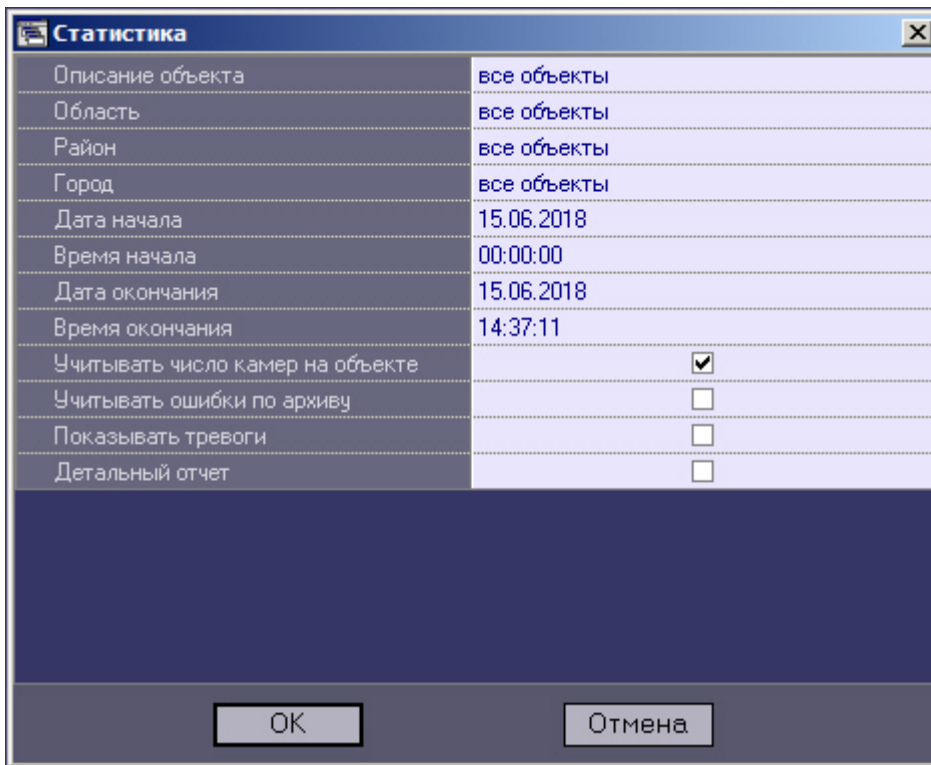 Статистика
Описание объекта все объекты
Область все объекты
Район все объекты
Город все объекты
Дата начала 15.06.2018
Время начала 00:00:00
Дата окончания 15.06.2018
Время окончания 14:37:11
Учитывать число камер на объекте
Учитывать ошибки по архиву
Показывать тревоги
Детальный отчет
OK Отмена